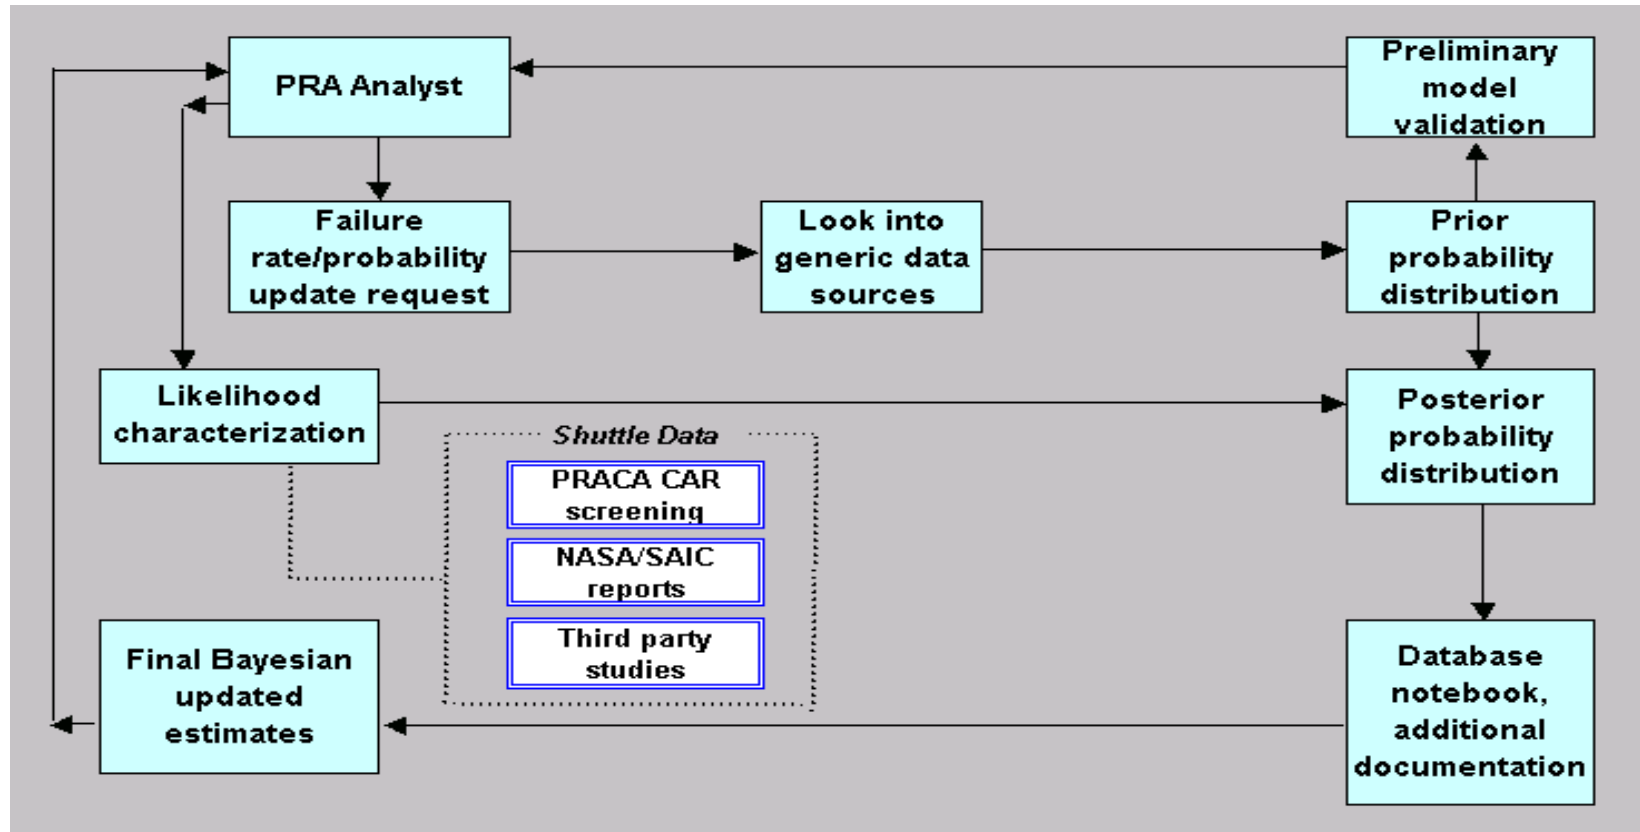 PRA Analyst
Preliminary
model
validation
Failure
rate/probability
update request
Look into
generic data
sources
Prior
probability
distribution
Likelihood
characterization
Posterior
probability
distribution
Shuttle Data
PRACA CAR
screening
NASA/SAIC
reports
Third party
studies
Final Bayesian
updated
estimates
Database
notebook,
additional
documentation